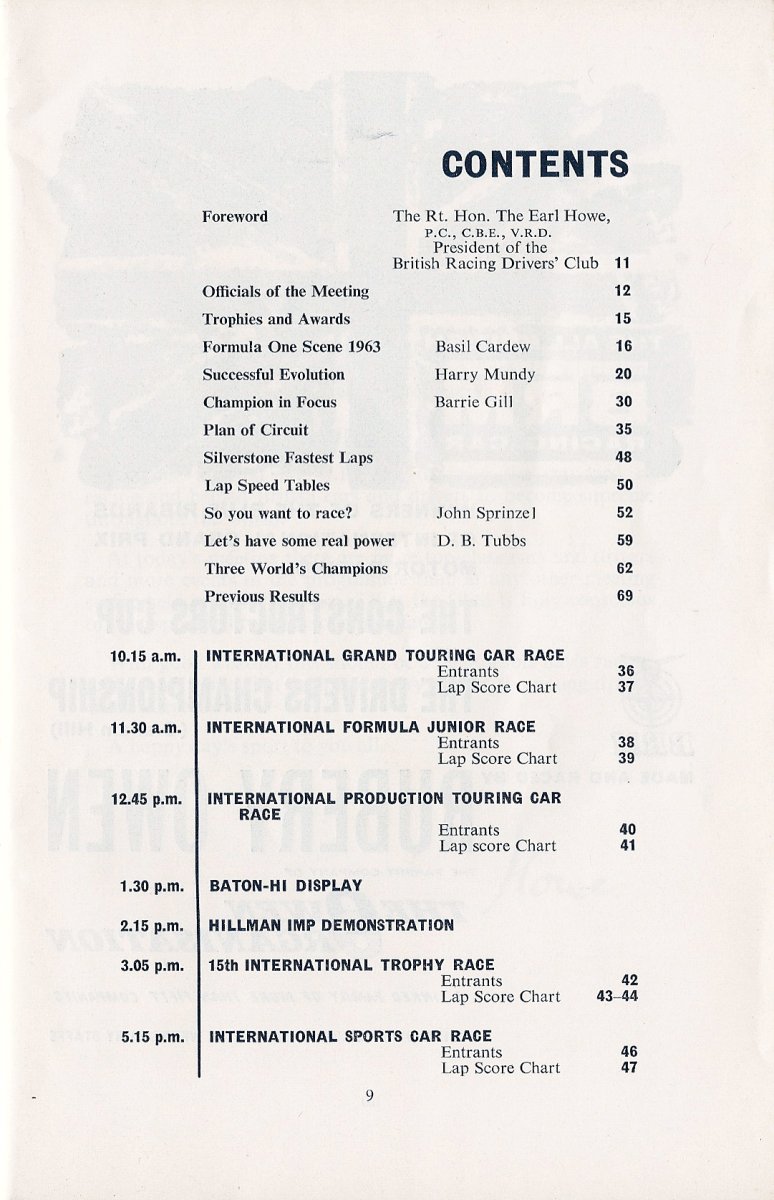 CONTENTS
Foreword The Rt. Hon. The Earl Howe,
P.C., C.B.E., V.R.D.
President of the
British Racing Drivers' Club 11
Officials of the Meeting 12
Trophies and Awards 15
Formula One Scene 1963 Basil Cardew 16
Successful Evolution Harry Mundy 20
Champion in Focus Barrie Gill 30
Plan of Circuit 35
Silverstone Fastest Laps 48
Lap Speed Tables 50
So you want to race? John Sprinzel 52
Let's have some real power D. B. Tubbs 59
Three World's Champions 62
Previous Results 69
10.15 a.m. INTERNATIONAL GRAND TOURING CAR RACE
Entrants 36
Lap Score Chart 37
11.30 a.m. INTERNATIONAL FORMULA JUNIOR RACE
Entrants 38
Lap Score Chart 39
12.45 p.m. INTERNATIONAL PRODUCTION TOURING CAR
RACE
Entrants 40
Lap score Chart 41
1.30 p.m. BATON-HI DISPLAY
2.15 p.m. HILLMAN IMP DEMONSTRATION
3.05 p.m. 15th INTERNATIONAL TROPHY RACE
Entrants 42
Lap Score Chart 43–44
5.15 p.m. INTERNATIONAL SPORTS CAR RACE
Entrants 46
Lap Score Chart 47
9